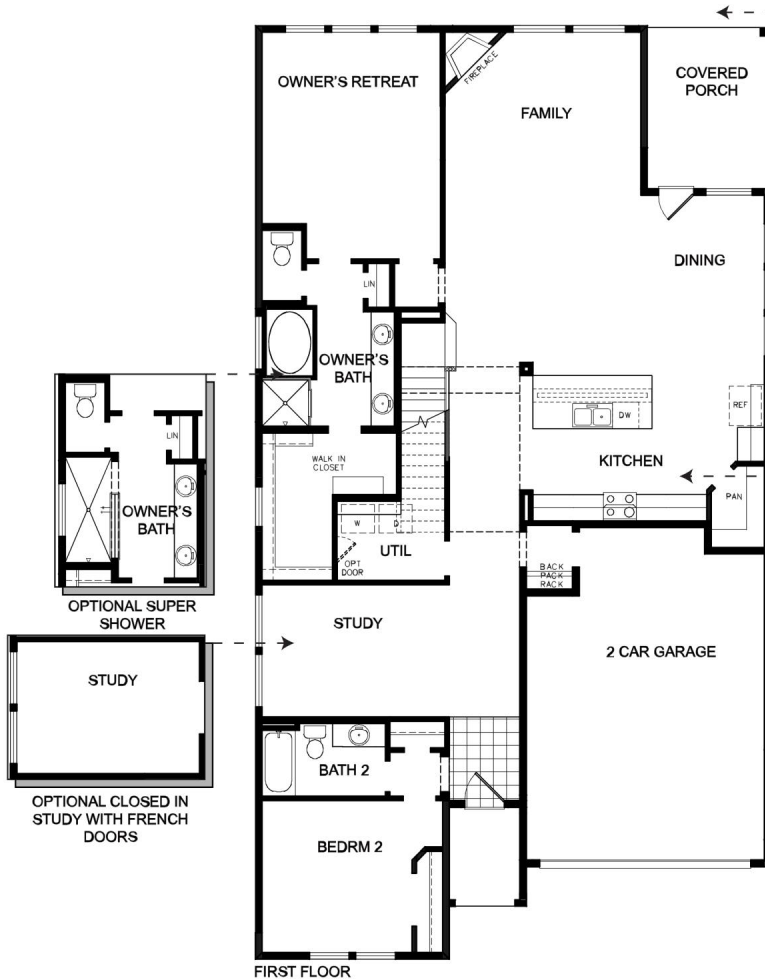 OWNER'S RETREAT
FIREPLACE
FAMILY
COVERED
PORCH
DINING
LIN
OWNER'S
BATH
REF
DW
KITCHEN
PAN
WALK IN
CLOSET
W
D
UTIL
OPT
DOOR
BACK
PACK
RACK
LIN
OWNER'S
BATH
OPTIONAL SUPER
SHOWER
STUDY
2 CAR GARAGE
STUDY
OPTIONAL CLOSED IN
STUDY WITH FRENCH
DOORS
BATH 2
BEDRM 2
FIRST FLOOR